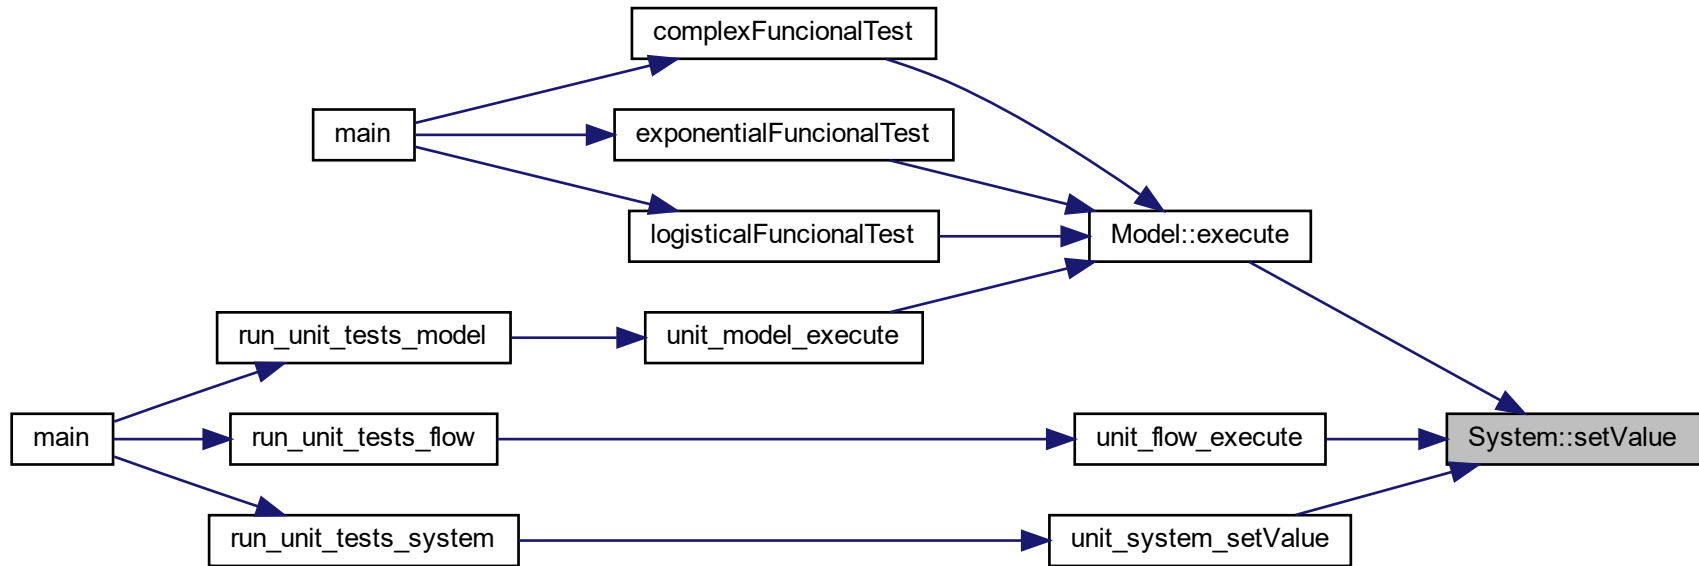 complexFuncionalTest
main
exponentialFuncionalTest
logisticalFuncionalTest
Model::execute
run_unit_tests_model
unit_model_execute
main
run_unit_tests_flow
unit_flow_execute
System::setValue
run_unit_tests_system
unit_system_setValue